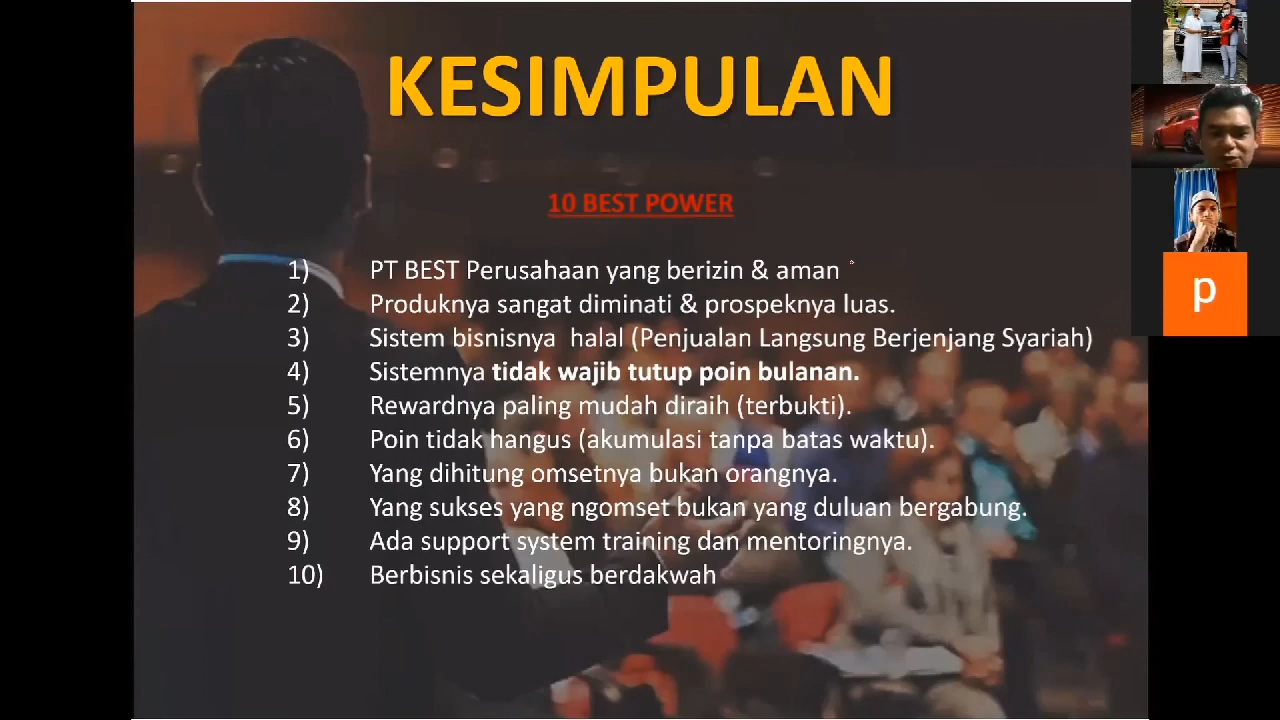 KESIMPULAN
10 BEST POWER
1) PT BEST Perusahaan yang berizin & aman
2) Produknya sangat diminati & prospeknya luas.
3) Sistem bisnisnya halal (Penjualan Langsung Berjenjang Syariah)
4) Sistemnya tidak wajib tutup poin bulanan.
5) Rewardnya paling mudah diraih (terbukti).
6) Poin tidak hangus (akumulasi tanpa batas waktu).
7) Yang dihitung omsetnya bukan orangnya.
8) Yang sukses yang ngomset bukan yang duluan bergabung.
9) Ada support system training dan mentoringnya.
10) Berbisnis sekaligus berdakwah
p